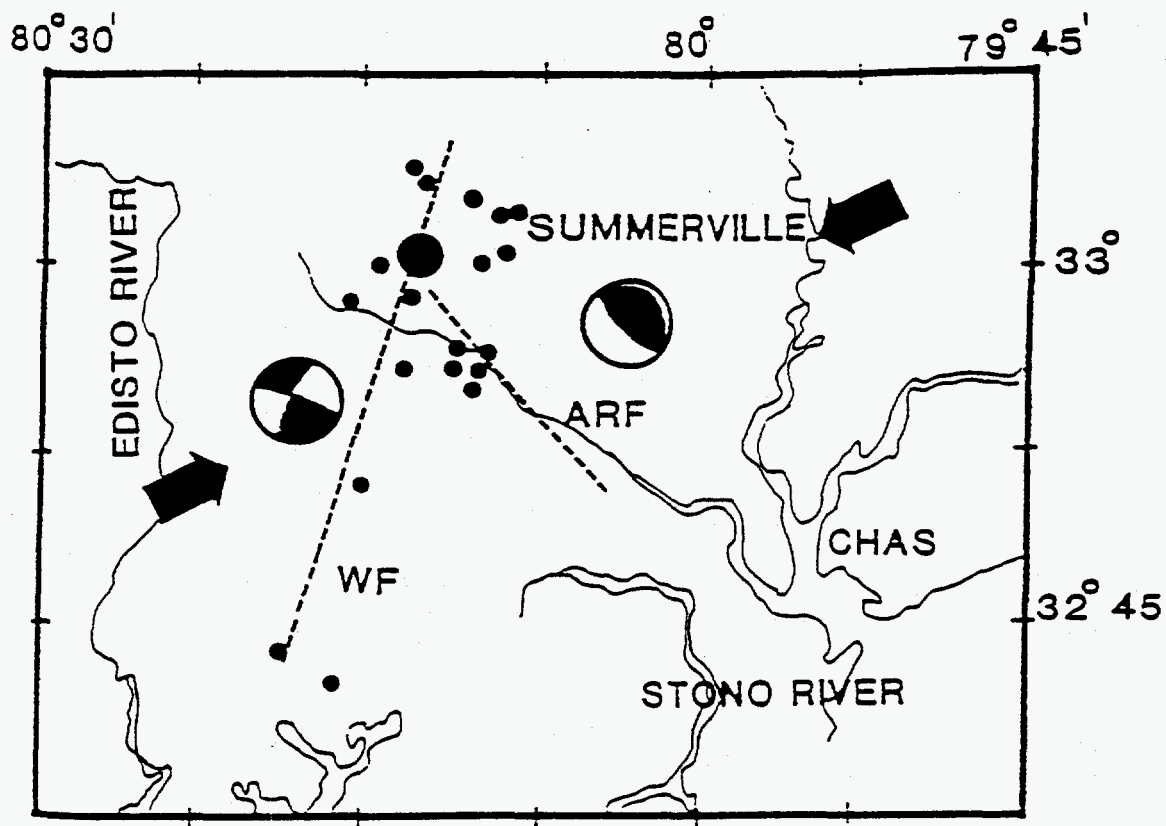 80° 30'
80°
79° 45'
SUMMERVILLE
33°
EDISTO RIVER
ARF
CHAS
WF
32° 45
STONO RIVER